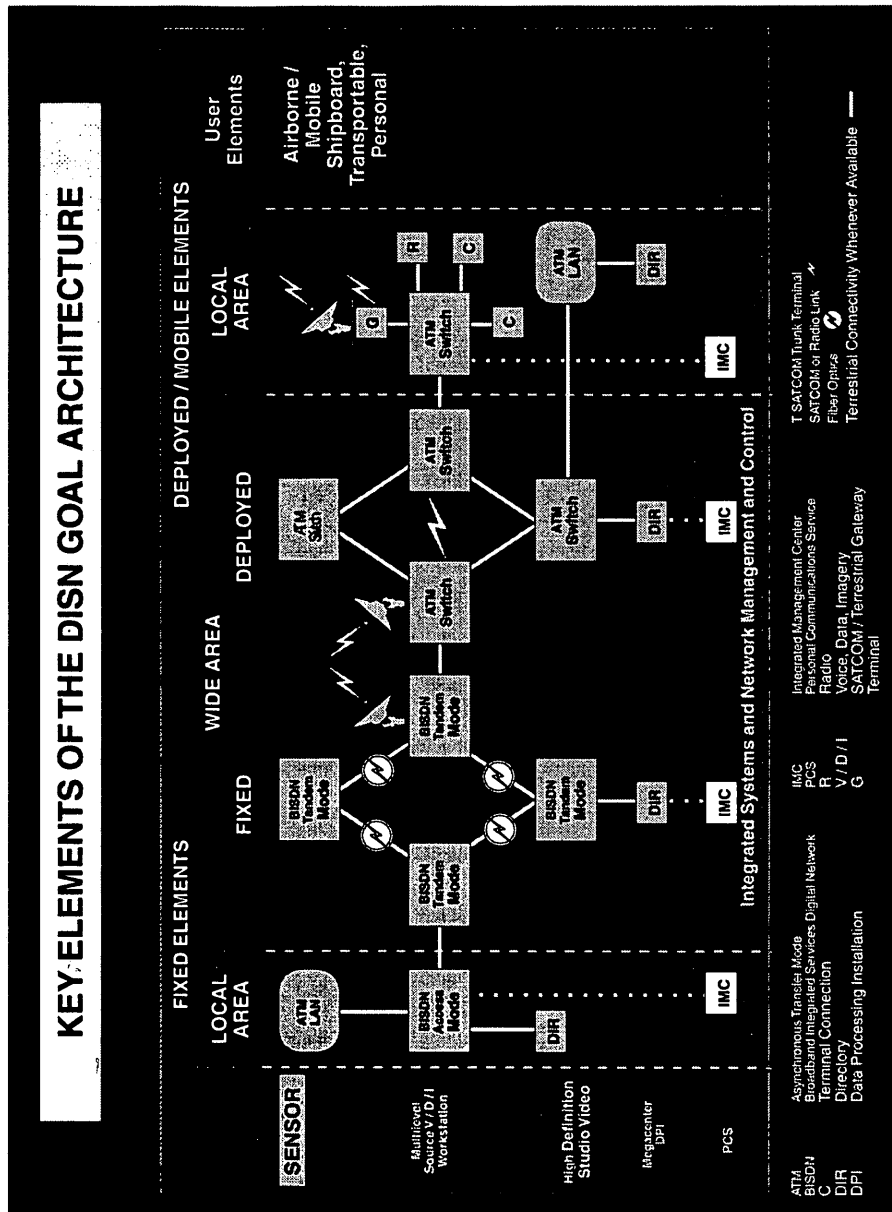 KEY ELEMENTS OF THE DISN GOAL ARCHITECTURE
FIXED ELEMENTS
DEPLOYED / MOBILE ELEMENTS
LOCAL
AREA
WIDE AREA
FIXED
DEPLOYED
LOCAL
AREA
User
Elements
SENSOR
Multilevel
Source V / D / I
Workstation
High Definition
Studio Video
Megacenter
DPI
PCS
ATM
LAN
BISDN
Access
Mode
DIR
IMC
BISDN
Tandem
Mode
BISDN
Tandem
Mode
BISDN
Tandem
Mode
BISDN
Tandem
Mode
DIR
IMC
ATM
Switch
ATM
Sitch
ATM
Switch
ATM
Switch
DIR
IMC
G
R
ATM
Switch
C
C
ATM
LAN
DIR
IMC
Airborne /
Mobile
Shipboard,
Transportable,
Personal
Integrated Systems and Network Management and Control
ATM Asynchronous Transfer Mode
BISDN Broadband Integrated Services Digital Network
C Terminal Connection
DIR Directory
DPI Data Processing Installation
IMC Integrated Management Center
PCS Personal Communications Service
R Radio
V / D / I Voice, Data, Imagery
G SATCOM / Terrestrial Gateway
Terminal
T SATCOM Trunk Terminal
SATCOM or Radio Link
Fiber Optics
Terrestrial Connectivity Whenever Available